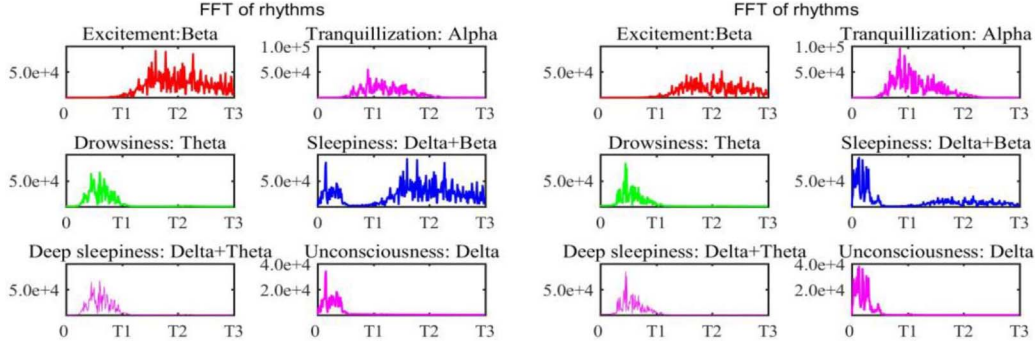 FFT of rhythms
Excitement:Beta
Tranquillization: Alpha
5.0e+4
1.0e+5
5.0e+4
0 T1 T2 T3
0 T1 T2 T3
Drowsiness: Theta
Sleepiness: Delta+Beta
5.0e+4
5.0e+4
0 T1 T2 T3
0 T1 T2 T3
Deep sleepiness: Delta+Theta
Unconsciousness: Delta
5.0e+4
4.0e+4
2.0e+4
0 T1 T2 T3
0 T1 T2 T3
FFT of rhythms
Excitement:Beta
Tranquillization: Alpha
5.0e+4
1.0e+5
5.0e+4
0 T1 T2 T3
0 T1 T2 T3
Drowsiness: Theta
Sleepiness: Delta+Beta
5.0e+4
5.0e+4
0 T1 T2 T3
0 T1 T2 T3
Deep sleepiness: Delta+Theta
Unconsciousness: Delta
5.0e+4
4.0e+4
2.0e+4
0 T1 T2 T3
0 T1 T2 T3